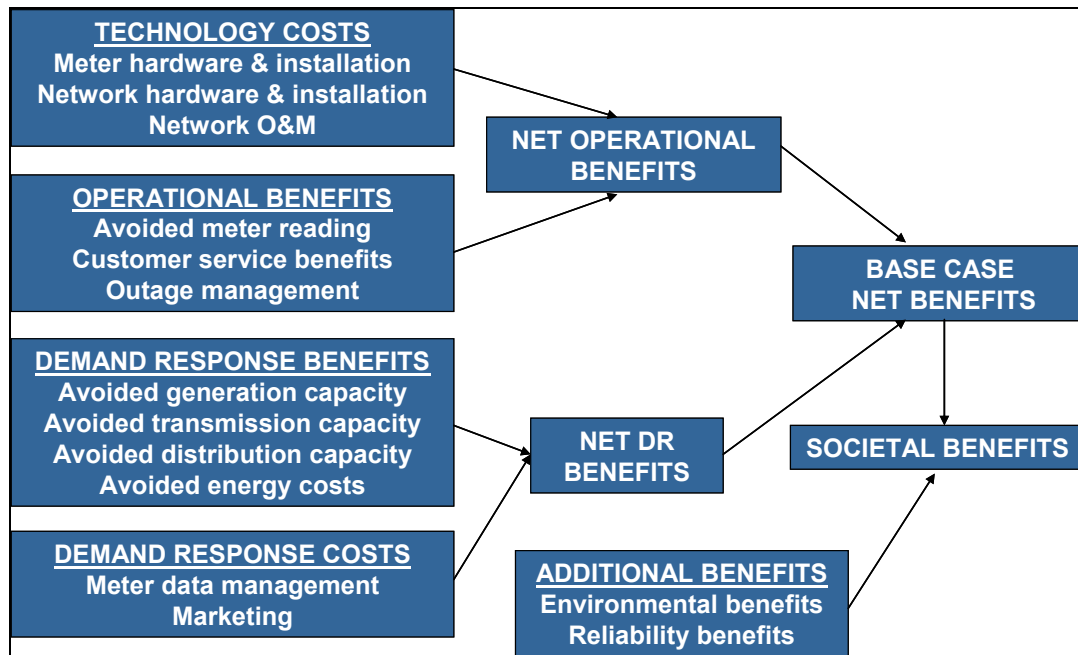 TECHNOLOGY COSTS
Meter hardware & installation
Network hardware & installation
Network O&M
OPERATIONAL BENEFITS
Avoided meter reading
Customer service benefits
Outage management
DEMAND RESPONSE BENEFITS
Avoided generation capacity
Avoided transmission capacity
Avoided distribution capacity
Avoided energy costs
DEMAND RESPONSE COSTS
Meter data management
Marketing
NET OPERATIONAL
BENEFITS
NET DR
BENEFITS
BASE CASE
NET BENEFITS
SOCIETAL BENEFITS
ADDITIONAL BENEFITS
Environmental benefits
Reliability benefits